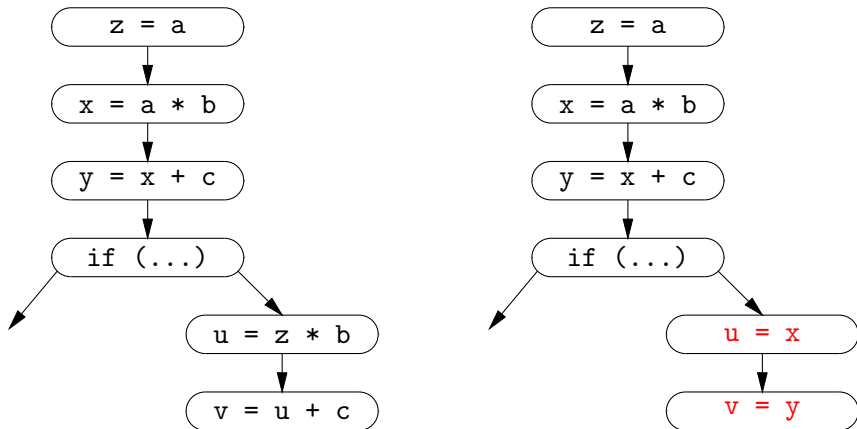 z = a
x = a * b
y = x + c
if (...)
u = z * b
v = u + c
z = a
x = a * b
y = x + c
if (...)
u = x
v = y